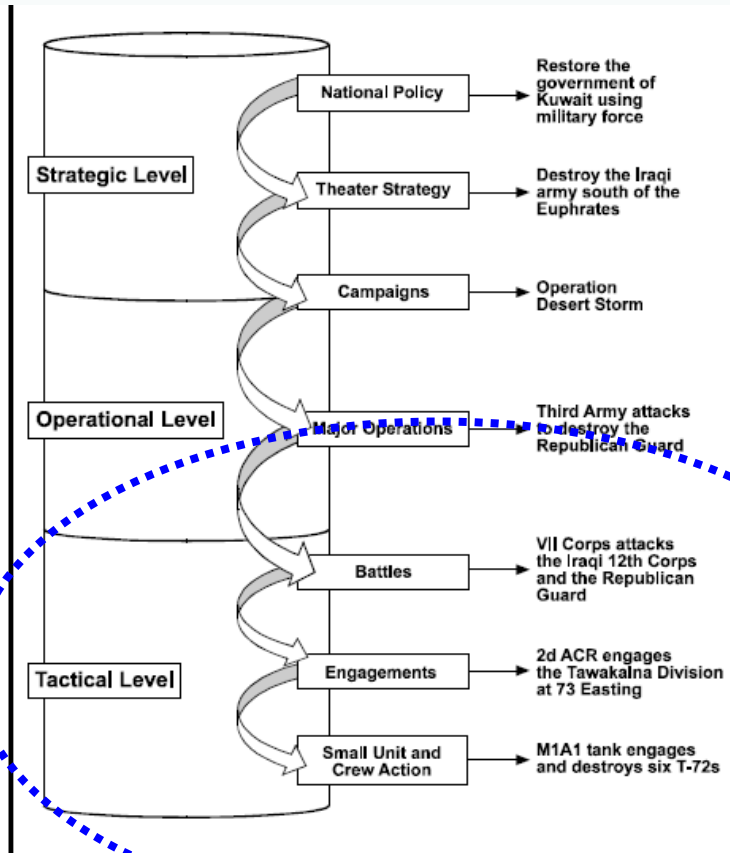 National Policy
Restore the
government of
Kuwait using
military force
Strategic Level
Theater Strategy
Destroy the Iraqi
army south of the
Euphrates
Campaigns
Operation
Desert Storm
Operational Level
Major Operations
Third Army attacks
to destroy the
Republican Guard
Battles
VII Corps attacks
the Iraqi 12th Corps
and the Republican
Guard
Tactical Level
Engagements
2d ACR engages
the Tawakalna Division
at 73 Easting
Small Unit and
Crew Action
M1A1 tank engages
and destroys six T-72s